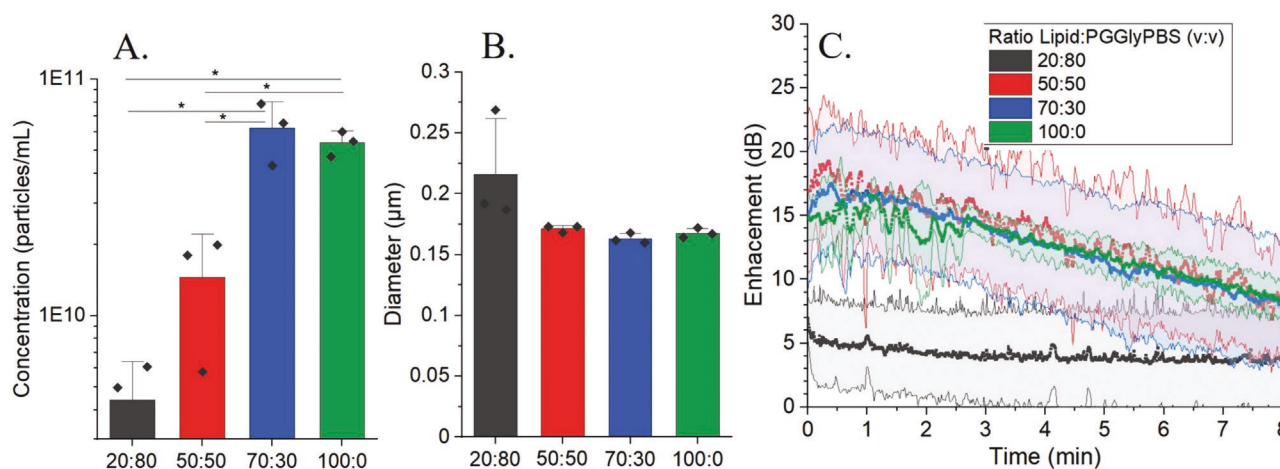 A.
Concentration (particles/mL)
1E11
1E10
*
*
*
*
20:80 50:50 70:30 100:0
B.
Diameter (µm)
0.3
0.25
0.2
0.15
0.1
0.05
0
20:80 50:50 70:30 100:0
C.
Enhacement (dB)
30
25
20
15
10
5
0
Ratio Lipid:PGGlyPBS (v:v)
20:80
50:50
70:30
100:0
0 1 2 3 4 5 6 7 8
Time (min)